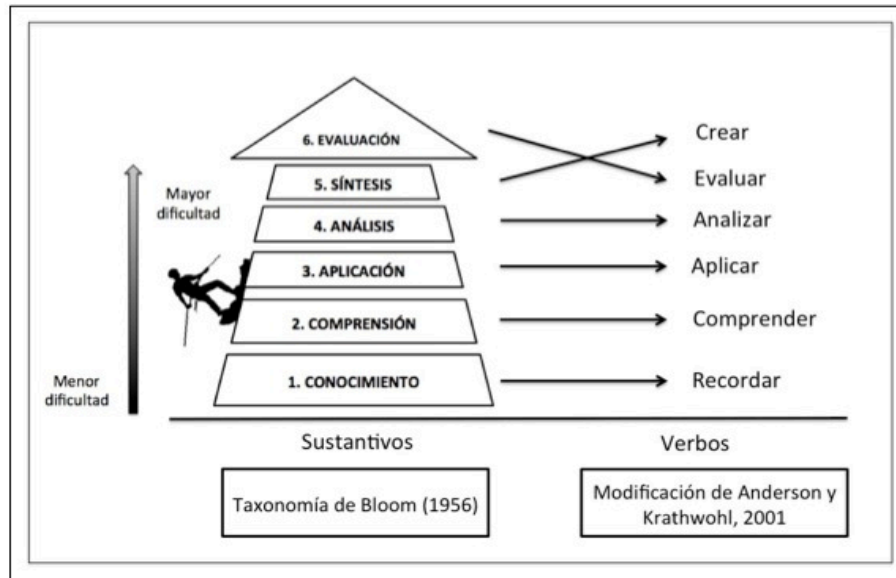 6. EVALUACIÓN
5. SÍNTESIS
4. ANÁLISIS
3. APLICACIÓN
2. COMPRENSIÓN
1. CONOCIMIENTO
Mayor
dificultad
Menor
dificultad
Crear
Evaluar
Analizar
Aplicar
Comprender
Recordar
Sustantivos
Verbos
Taxonomía de Bloom (1956)
Modificación de Anderson y
Krathwohl, 2001